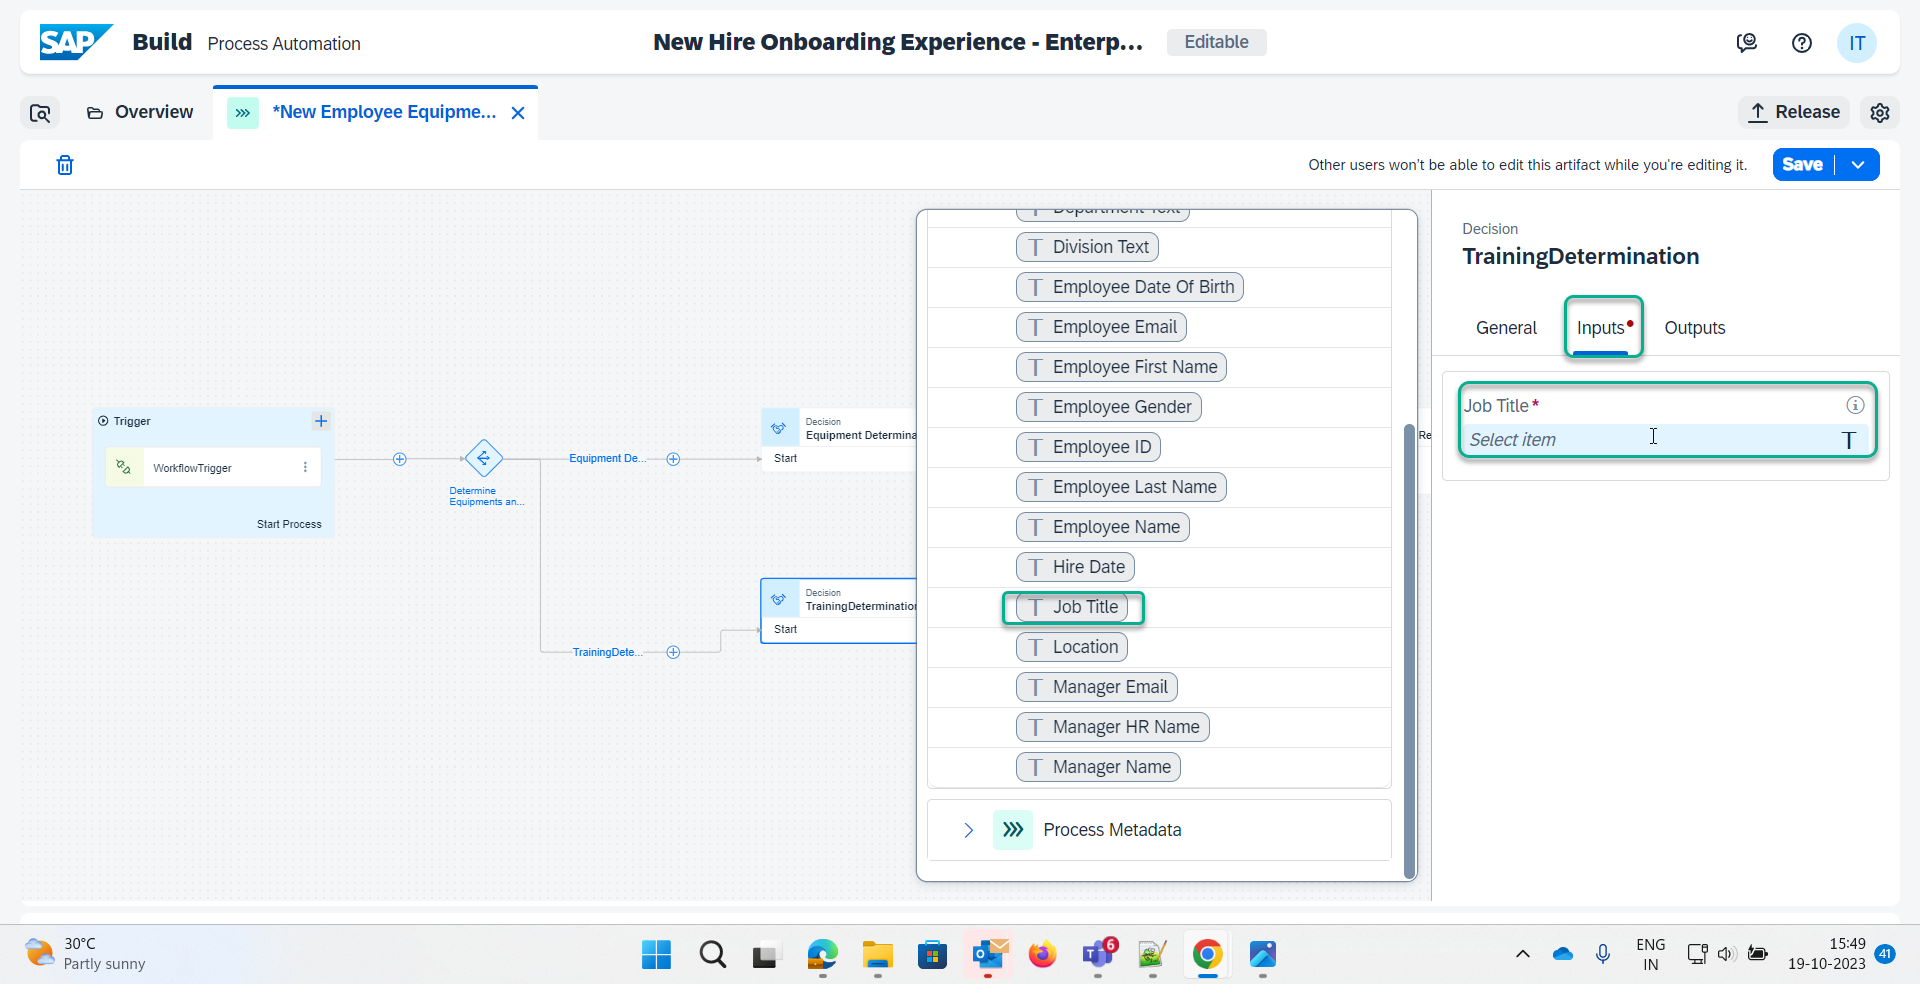 SAP Build Process Automation
New Hire Onboarding Experience - Enterp...
Editable
IT
Overview
*New Employee Equipme...
Release
Other users won't be able to edit this artifact while you're editing it.
Save
Trigger
WorkflowTrigger
Start Process
Determine
Equipments an...
Equipment De...
TrainingDete...
Decision
Equipment Determina
Start
Decision
TrainingDetermination
Start
Department Text
Division Text
Employee Date Of Birth
Employee Email
Employee First Name
Employee Gender
Employee ID
Employee Last Name
Employee Name
Hire Date
Job Title
Location
Manager Email
Manager HR Name
Manager Name
Process Metadata
Re
Decision
TrainingDetermination
General
Inputs
Outputs
Job Title*
Select item
30°C
Partly sunny
6
ENG
IN
15:49
19-10-2023
41